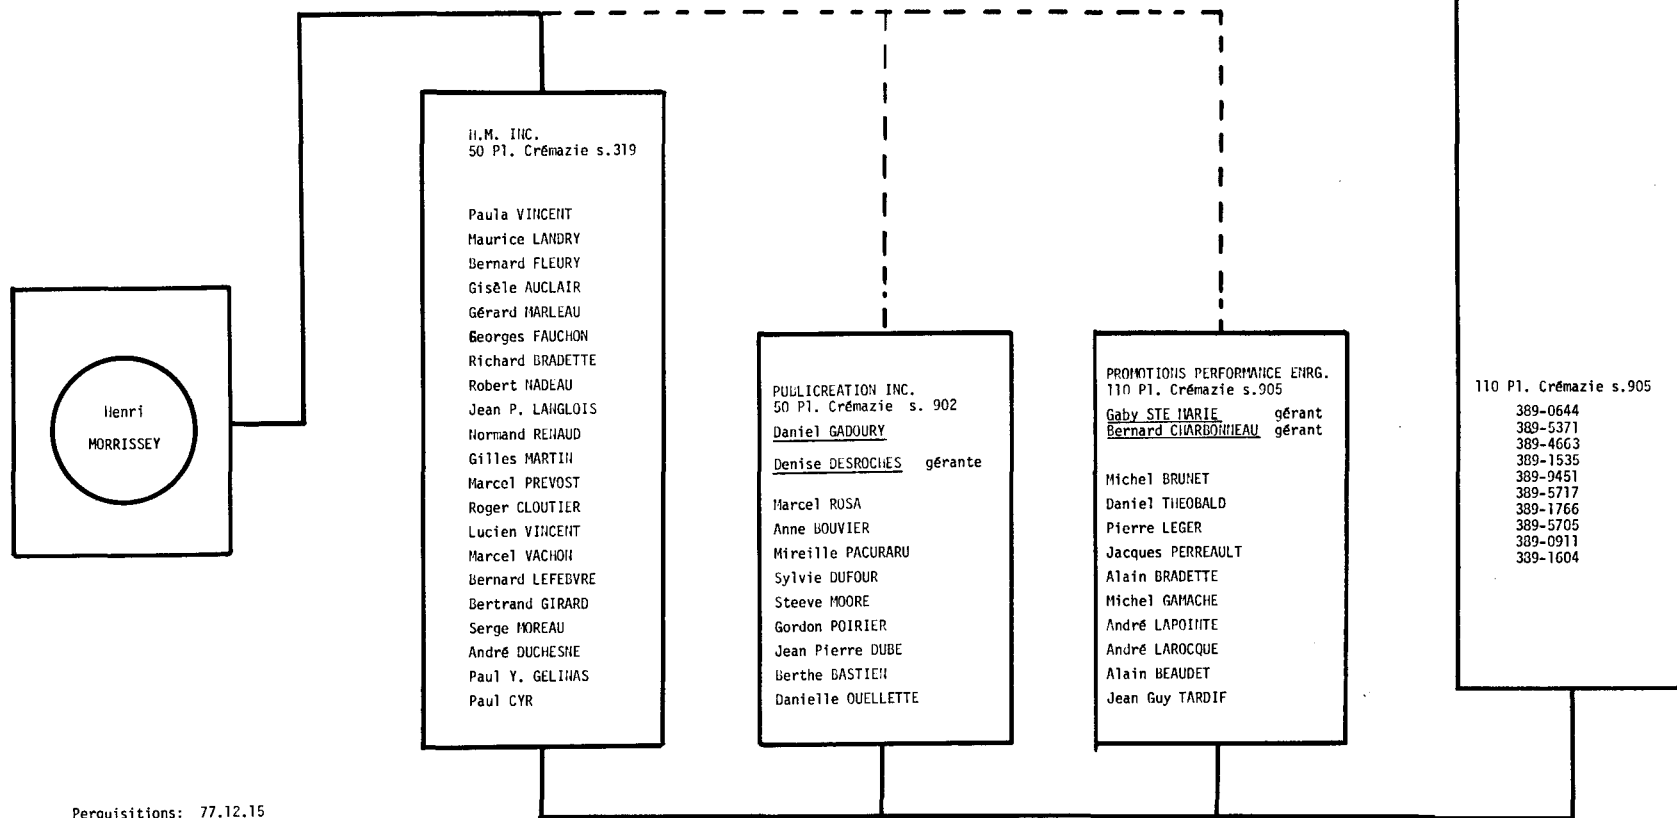 H.M. INC.
50 Pl. Crémazie s.319
Paula VINCENT
Maurice LANDRY
Bernard FLEURY
Gisèle AUCLAIR
Gérard MARLEAU
Georges FAUCHON
Richard BRADETTE
Robert NADEAU
Jean P. LANGLOIS
Normand RENAUD
Gilles MARTIN
Marcel PREVOST
Roger CLOUTIER
Lucien VINCENT
Marcel VACHON
Bernard LEFEBVRE
Bertrand GIRARD
Serge MOREAU
André DUCHESNE
Paul Y. GELINAS
Paul CYR
Henri
MORRISSEY
PUBLICREATION INC.
50 Pl. Crémazie s. 902
Daniel GADOURY
Denise DESROCHES gérante
Marcel ROSA
Anne BOUVIER
Mireille PACURARU
Sylvie DUFOUR
Steeve MOORE
Gordon POIRIER
Jean Pierre DUBE
Berthe BASTIEN
Danielle OUELLETTE
PROMOTIONS PERFORMANCE ENRG.
110 Pl. Crémazie s.905
Gaby STE MARIE gérant
Bernard CHARBONNEAU gérant
Michel BRUNET
Daniel THEOBALD
Pierre LEGER
Jacques PERREAULT
Alain BRADETTE
Michel GAMACHE
André LAPOINTE
André LAROCQUE
Alain BEAUDET
Jean Guy TARDIF
110 Pl. Crémazie s.905
389-0644
389-5371
389-4663
389-1535
389-9451
389-5717
389-1766
389-5705
389-0911
389-1604
Perquisitions: 77.12.15